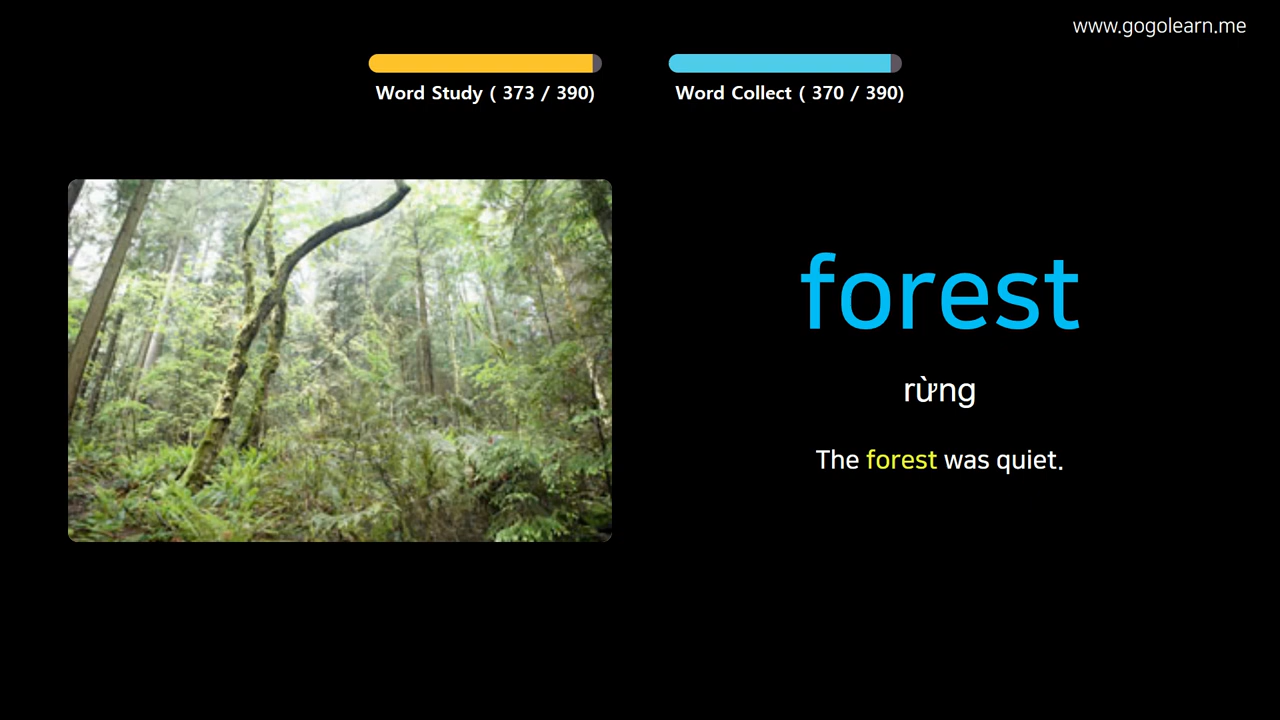 www.gogolearn.me
Word Study ( 373 / 390)
Word Collect ( 370 / 390)
forest
rừng
The forest was quiet.